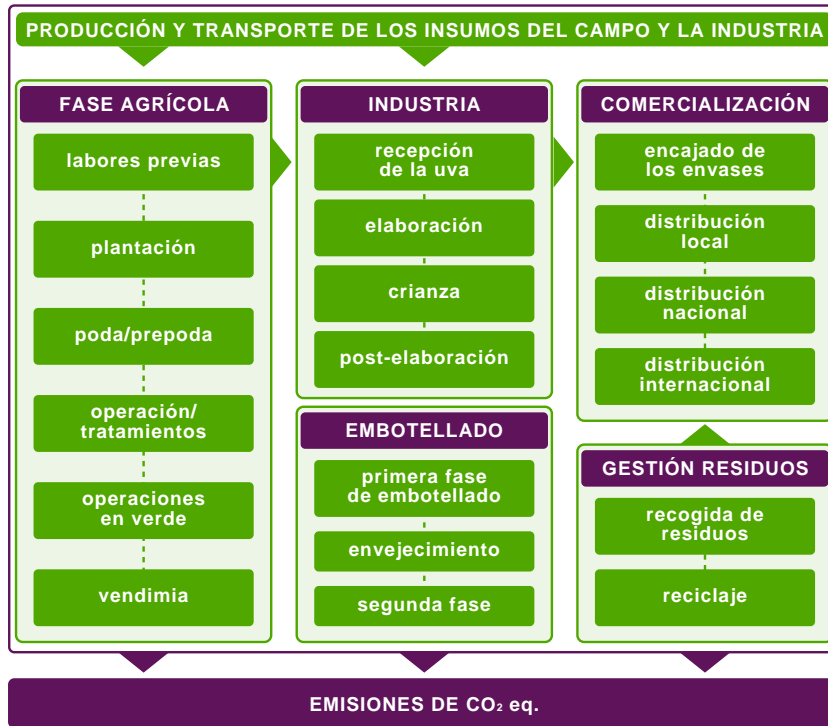 PRODUCCIÓN Y TRANSPORTE DE LOS INSUMOS DEL CAMPO Y LA INDUSTRIA
FASE AGRÍCOLA
labores previas
plantación
poda/prepoda
operación/
tratamientos
operaciones
en verde
vendimia
INDUSTRIA
recepción
de la uva
elaboración
crianza
post-elaboración
EMBOTELLADO
primera fase
de embotellado
envejecimiento
segunda fase
COMERCIALIZACIÓN
encajado de
los envases
distribución
local
distribución
nacional
distribución
internacional
GESTIÓN RESIDUOS
recogida de
residuos
reciclaje
EMISIONES DE CO₂ eq.